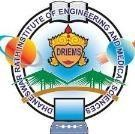 DHANESWAR RATH INSTITUTE OF ENGINEERING AND MEDICAL SCIENCES
DRIEMS